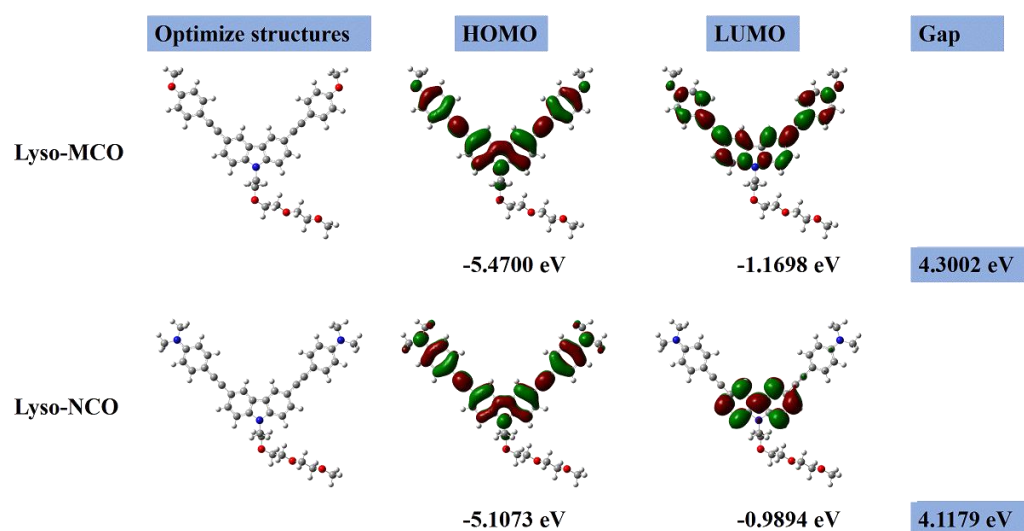 Optimize structures HOMO LUMO Gap
Lyso-MCO
-5.4700 eV -1.1698 eV 4.3002 eV
Lyso-NCO
-5.1073 eV -0.9894 eV 4.1179 eV